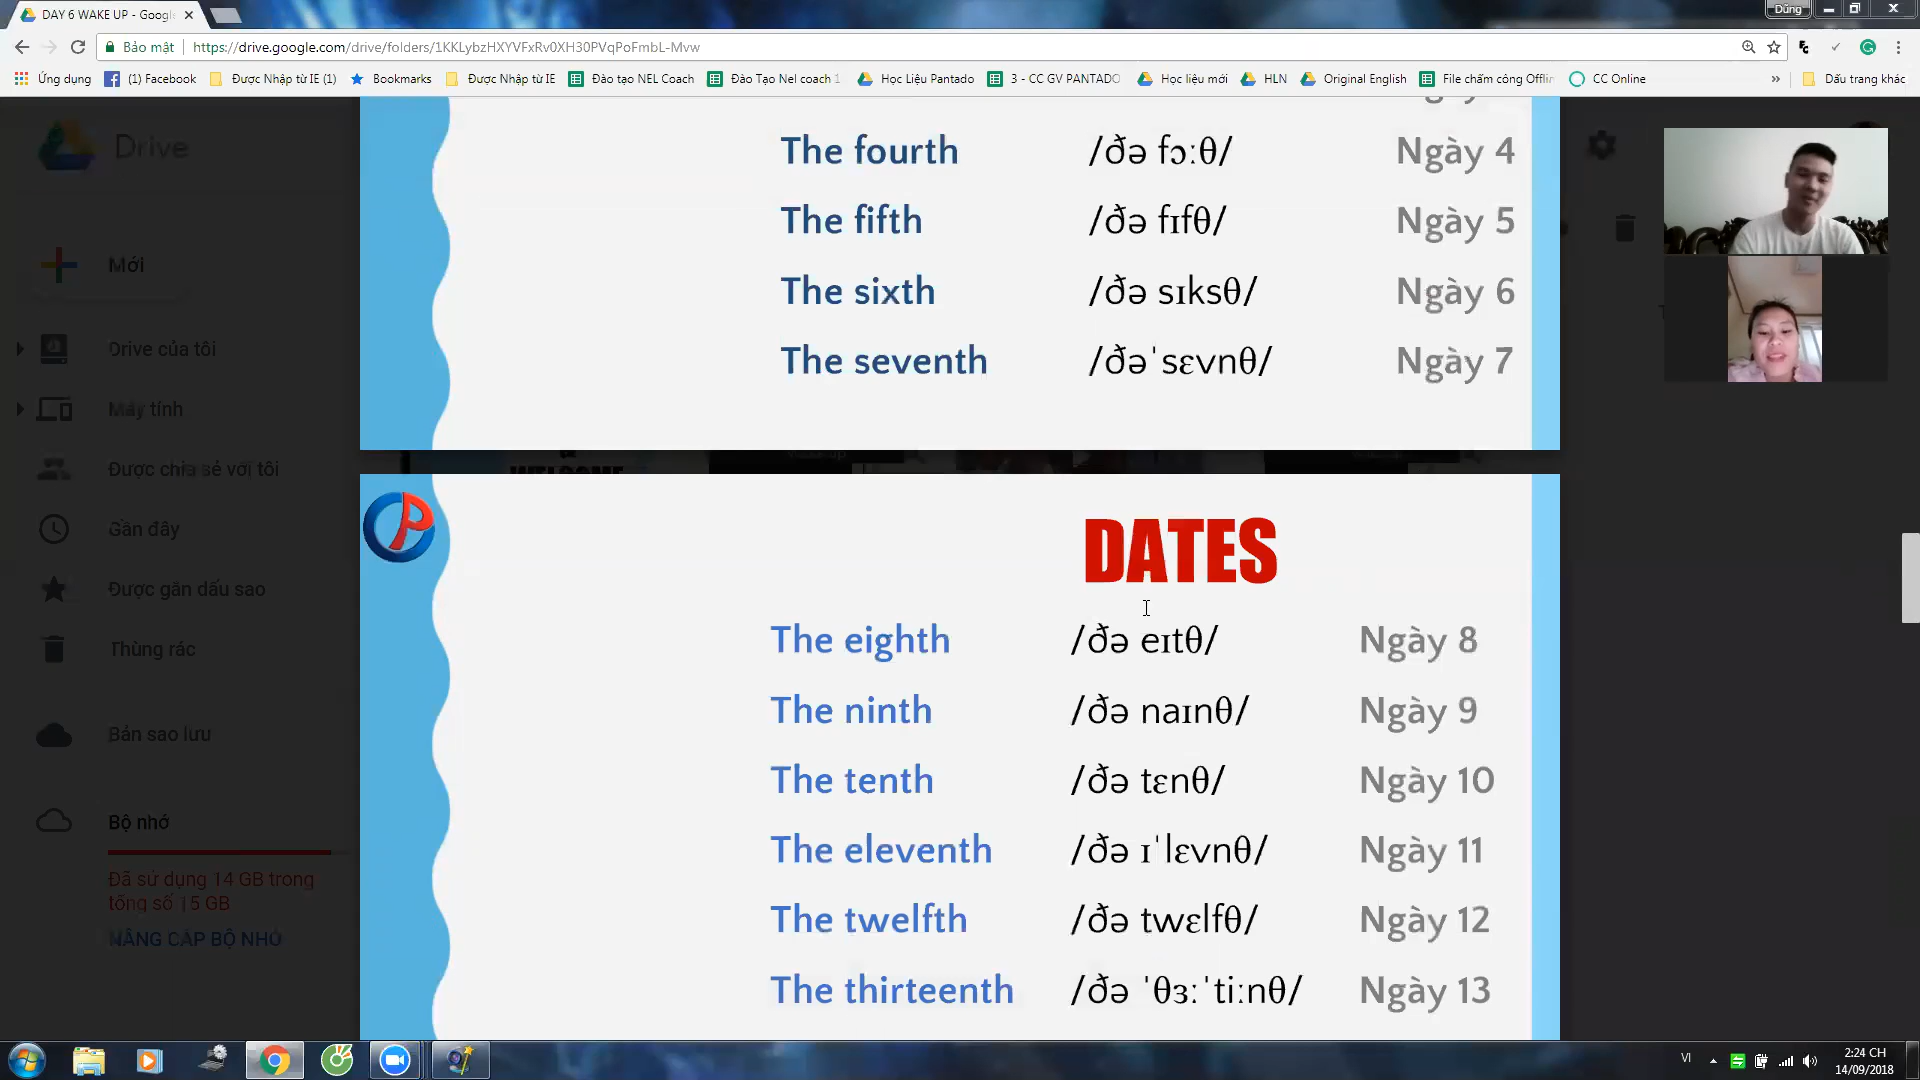 DAY 6 WAKE UP - Googl
Dũng
Bảo mật
https://drive.google.com/drive/folders/1KKLybzHXYVFxRv0XH30PVqPoFmbL-Mvw
Ứng dụng
(1) Facebook
Được Nhập từ IE (1)
Bookmarks
Được Nhập từ IE
Đào tạo NEL Coach
Đào Tạo Nel coach 1
Học Liệu Pantado
3 - CC GV PANTADO
Học liệu mới
HLN
Original English
File chấm công Offlin
CC Online
»
Dấu trang khác
Drive
Mới
Drive của tôi
Máy tính
Được chia sẻ với tôi
Gần đây
Được gắn dấu sao
Thùng rác
Bản sao lưu
Bộ nhớ
Đã sử dụng 14 GB trong
tổng số 15 GB
NÂNG CẤP BỘ NHỚ
The fourth /ðə fɔːθ/ Ngày 4
The fifth /ðə fɪfθ/ Ngày 5
The sixth /ðə sɪksθ/ Ngày 6
The seventh /ðəˈsɛvnθ/ Ngày 7
DATES
The eighth /ðə eɪtθ/ Ngày 8
The ninth /ðə naɪnθ/ Ngày 9
The tenth /ðə tɛnθ/ Ngày 10
The eleventh /ðə ɪˈlɛvnθ/ Ngày 11
The twelfth /ðə twɛlfθ/ Ngày 12
The thirteenth /ðə ˈθɜːˈtiːnθ/ Ngày 13
VI
2:24 CH
14/09/2018